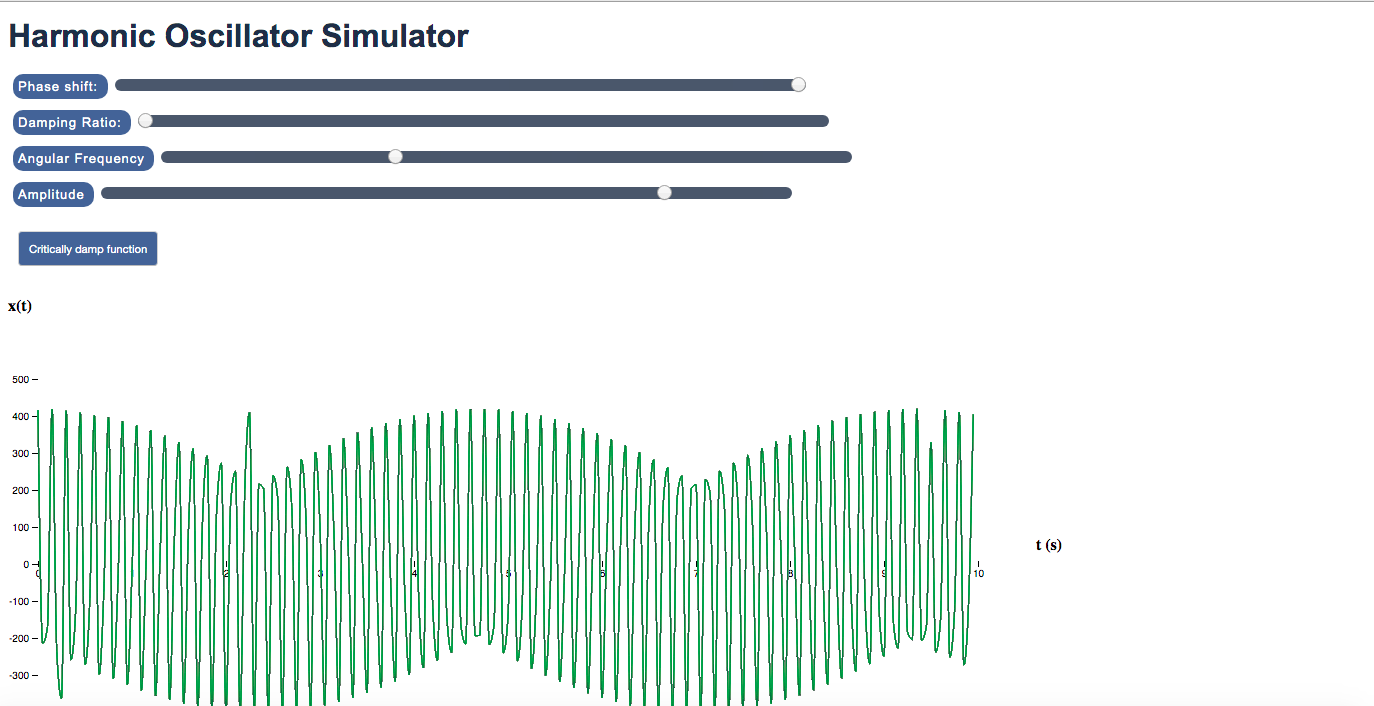 Harmonic Oscillator Simulator
Phase shift:
Damping Ratio:
Angular Frequency
Amplitude
Critically damp function
x(t)
500
400
300
200
100
0
-100
-200
-300
0 2 3 4 5 6 7 8 9 10
t (s)